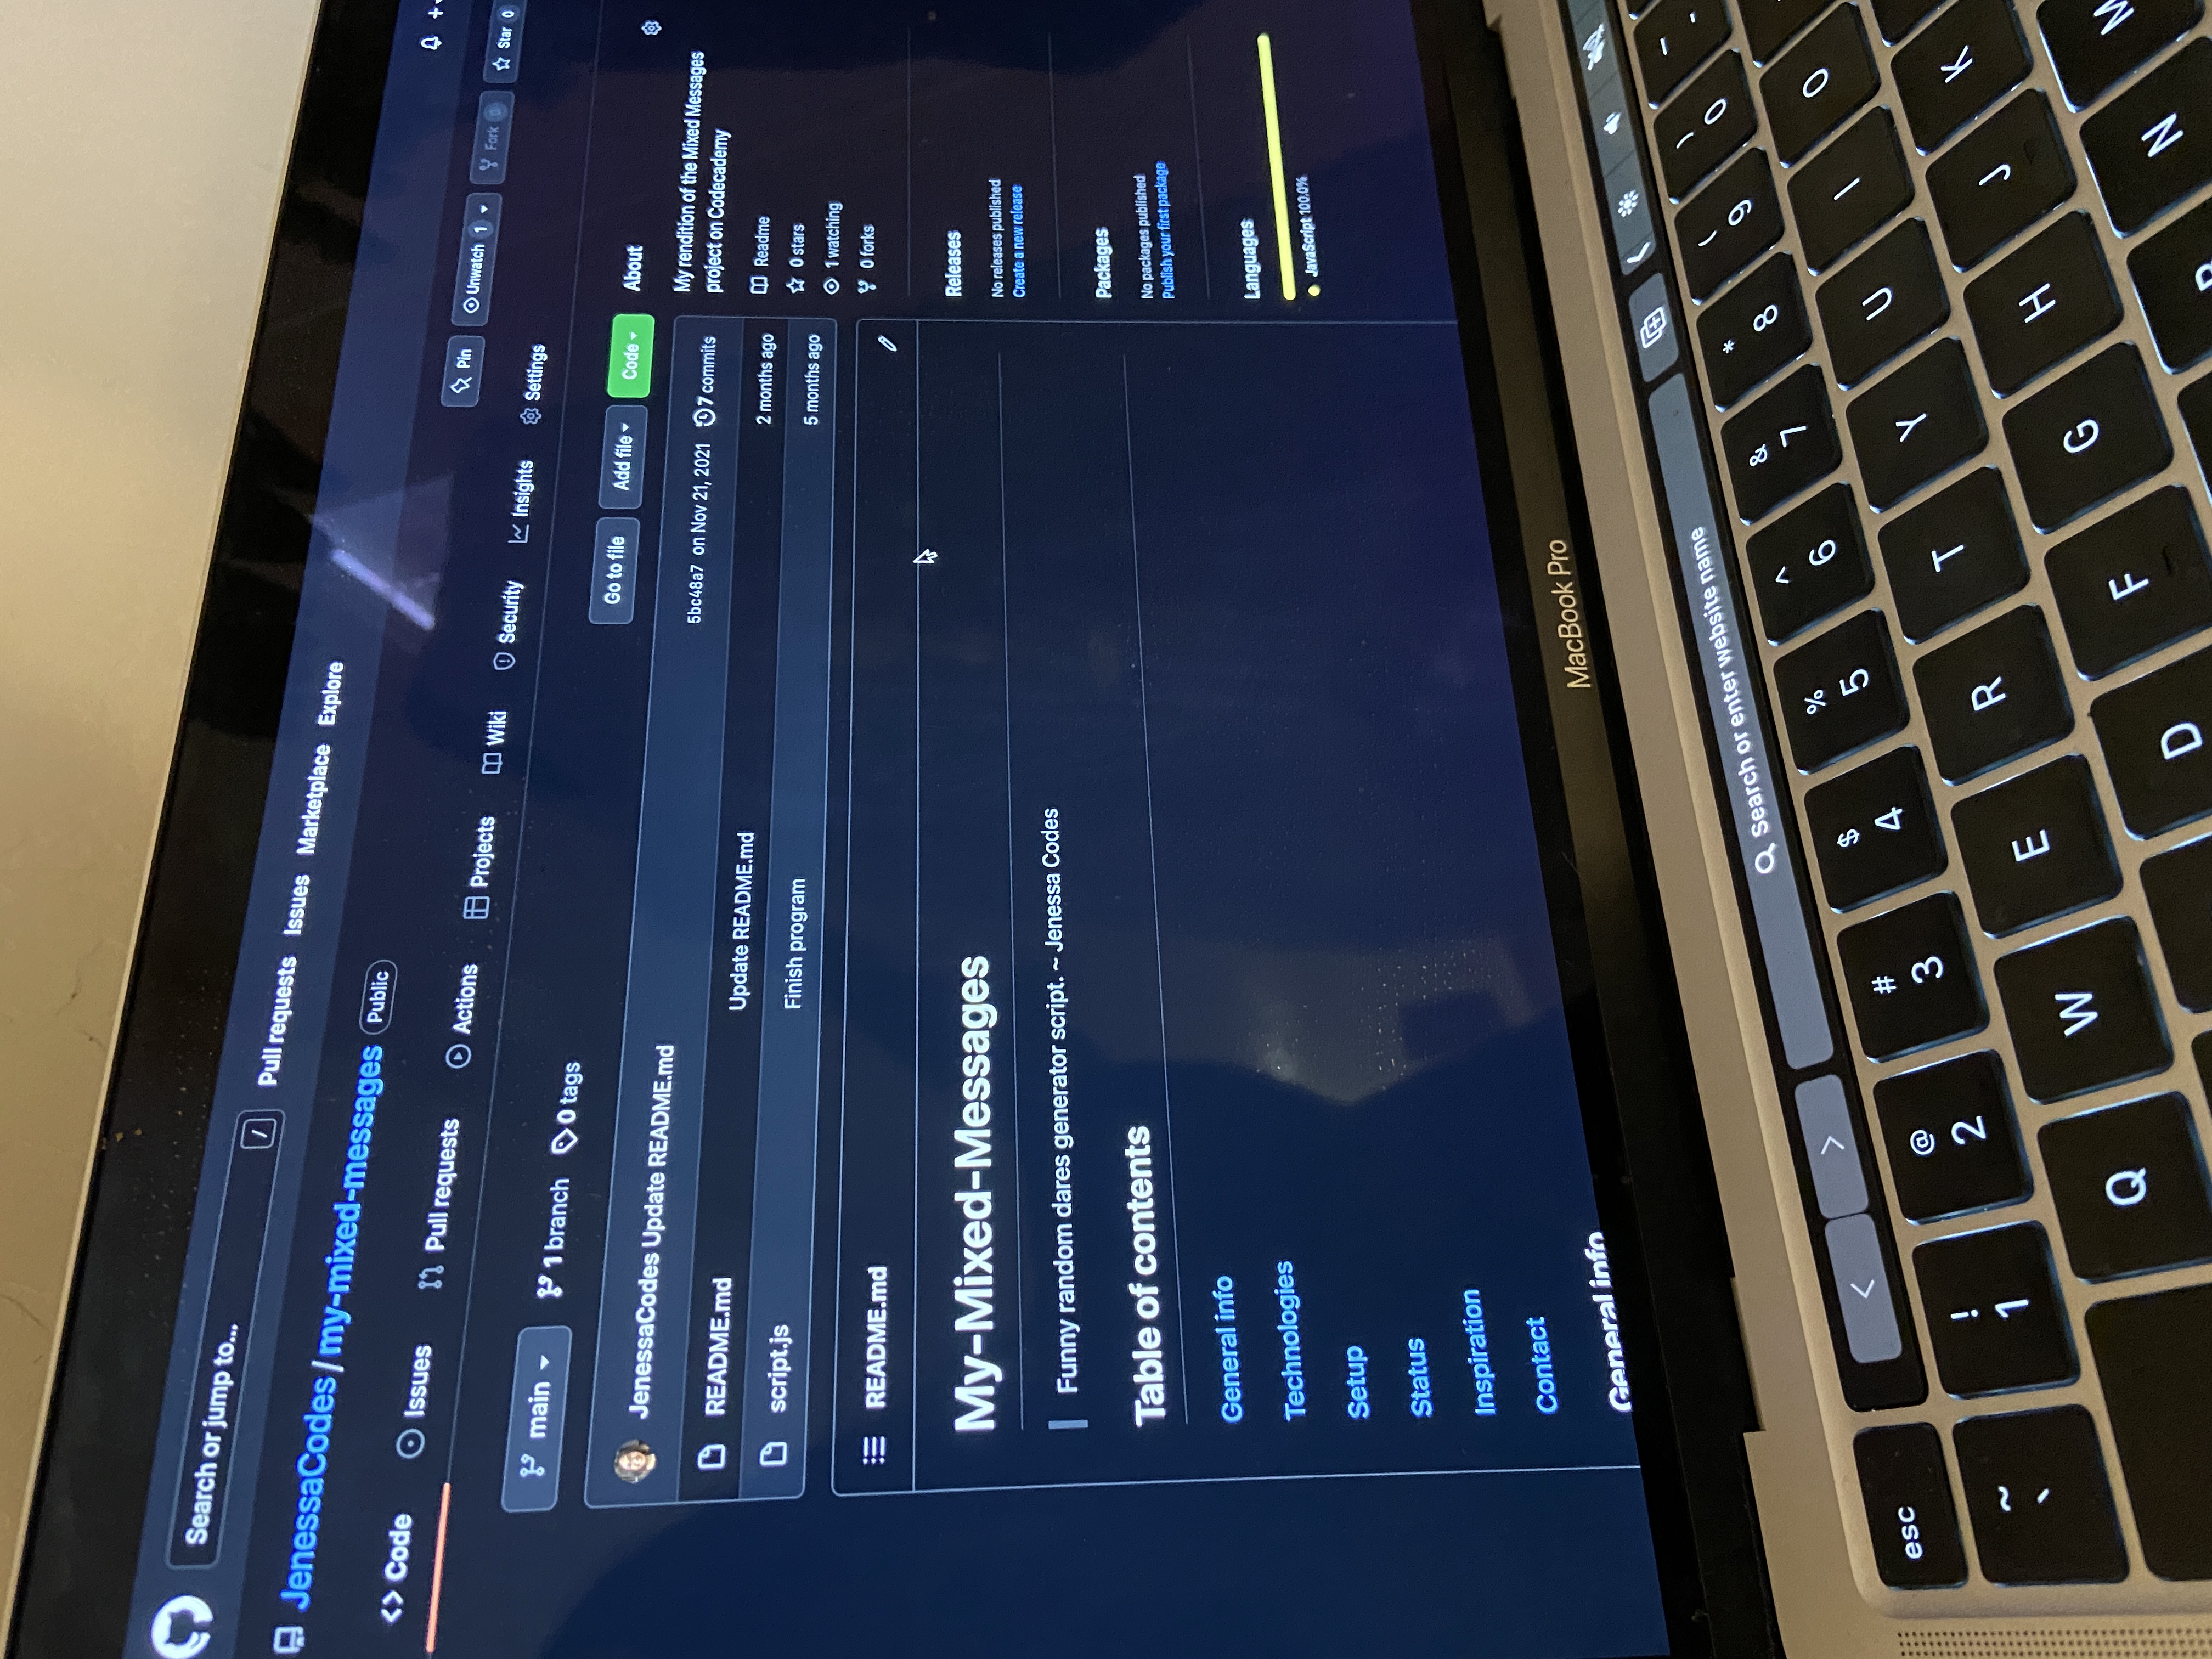 Search or jump to... /
Pull requests Issues Marketplace Explore
JenessaCodes / my-mixed-messages Public
Pin Unwatch 1 Fork 0 Star 0
Code Issues Pull requests Actions Projects Wiki Security Insights Settings
main 1 branch 0 tags
Go to file Add file Code
JenessaCodes Update README.md 5bc48a7 on Nov 21, 2021 7 commits
README.md Update README.md 2 months ago
script.js Finish program 5 months ago
README.md
My-Mixed-Messages
Funny random dares generator script. ~ Jenessa Codes
Table of contents
General info
Technologies
Setup
Status
Inspiration
Contact
General info
About
My rendition of the Mixed Messages
project on Codecademy
Readme
0 stars
1 watching
0 forks
Releases
No releases published
Create a new release
Packages
No packages published
Publish your first package
Languages
JavaScript 100.0%
MacBook Pro
< > Search or enter website name <
esc
~ ! @ # $ % ^ & * ( ) _
` 1 2 3 4 5 6 7 8 9 0 -
Q W E R T Y U I O
D F G H J K
B N M